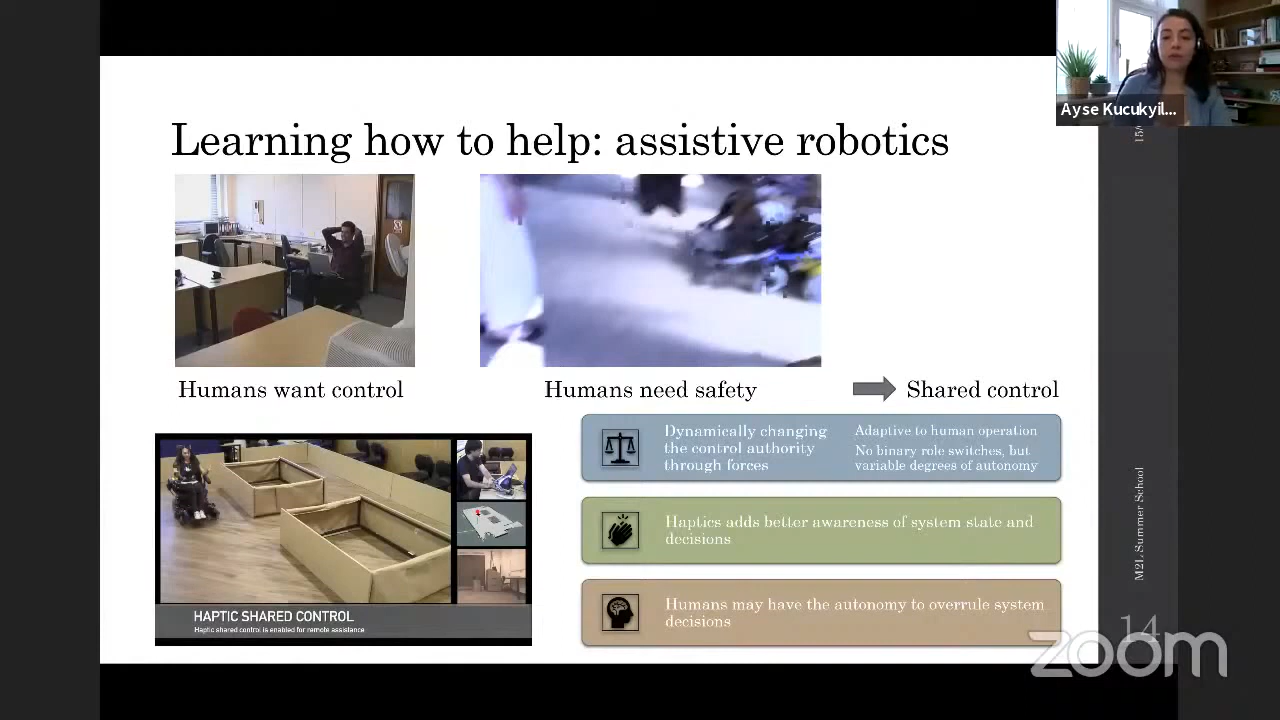 Ayse Kucukyil...
Learning how to help: assistive robotics
Humans want control
Humans need safety
Shared control
Dynamically changing
the control authority
through forces
Adaptive to human operation
No binary role switches, but
variable degrees of autonomy
Haptics adds better awareness of system state and
decisions
Humans may have the autonomy to overrule system
decisions
HAPTIC SHARED CONTROL
Haptic shared control is enabled for remote assistance
M2L Summer School
14
zoom